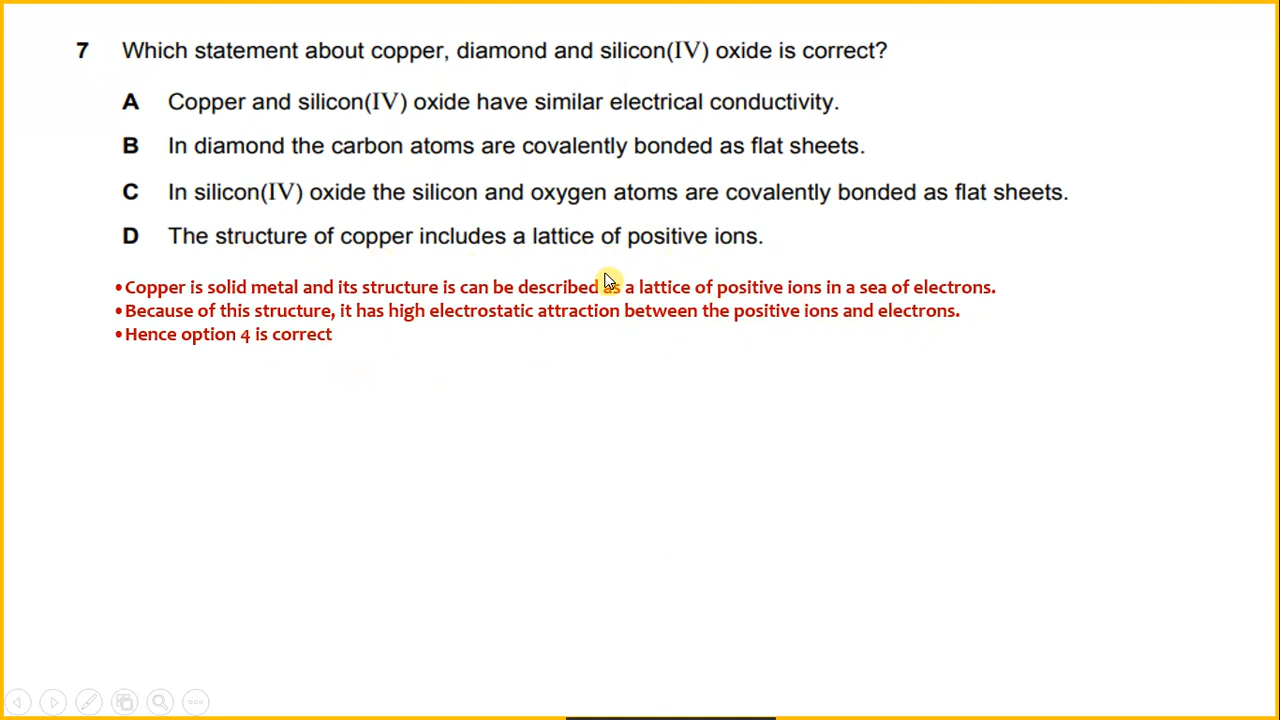 7 Which statement about copper, diamond and silicon(IV) oxide is correct?
A Copper and silicon(IV) oxide have similar electrical conductivity.
B In diamond the carbon atoms are covalently bonded as flat sheets.
C In silicon(IV) oxide the silicon and oxygen atoms are covalently bonded as flat sheets.
D The structure of copper includes a lattice of positive ions.
•Copper is solid metal and its structure is can be described as a lattice of positive ions in a sea of electrons.
•Because of this structure, it has high electrostatic attraction between the positive ions and electrons.
•Hence option 4 is correct